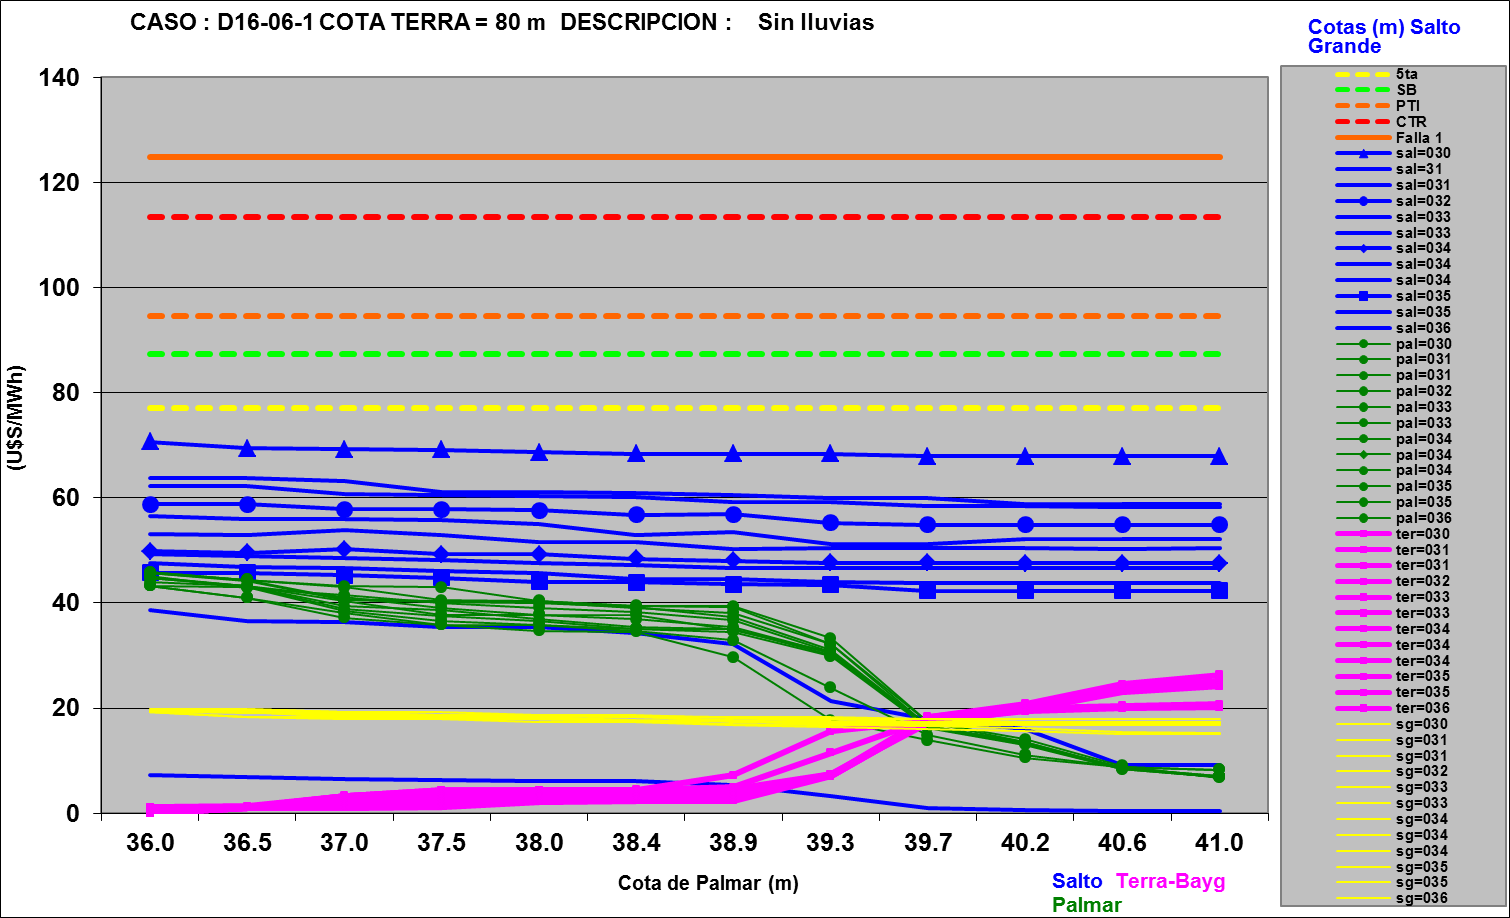 CASO : D16-06-1 COTA TERRA = 80 m DESCRIPCION : Sin lluvias
Cotas (m) Salto
Grande
140
120
100
80
60
40
20
0
(U$S/MWh)
36.0 36.5 37.0 37.5 38.0 38.4 38.9 39.3 39.7 40.2 40.6 41.0
Cota de Palmar (m)
Salto Terra-Bayg
Palmar
5ta
SB
PTI
CTR
Falla 1
sal=030
sal=31
sal=031
sal=032
sal=033
sal=033
sal=034
sal=034
sal=034
sal=035
sal=035
sal=036
pal=030
pal=031
pal=031
pal=032
pal=033
pal=033
pal=034
pal=034
pal=034
pal=035
pal=035
pal=036
ter=030
ter=031
ter=031
ter=032
ter=033
ter=033
ter=034
ter=034
ter=034
ter=035
ter=035
ter=036
sg=030
sg=031
sg=031
sg=032
sg=033
sg=033
sg=034
sg=034
sg=034
sg=035
sg=035
sg=036